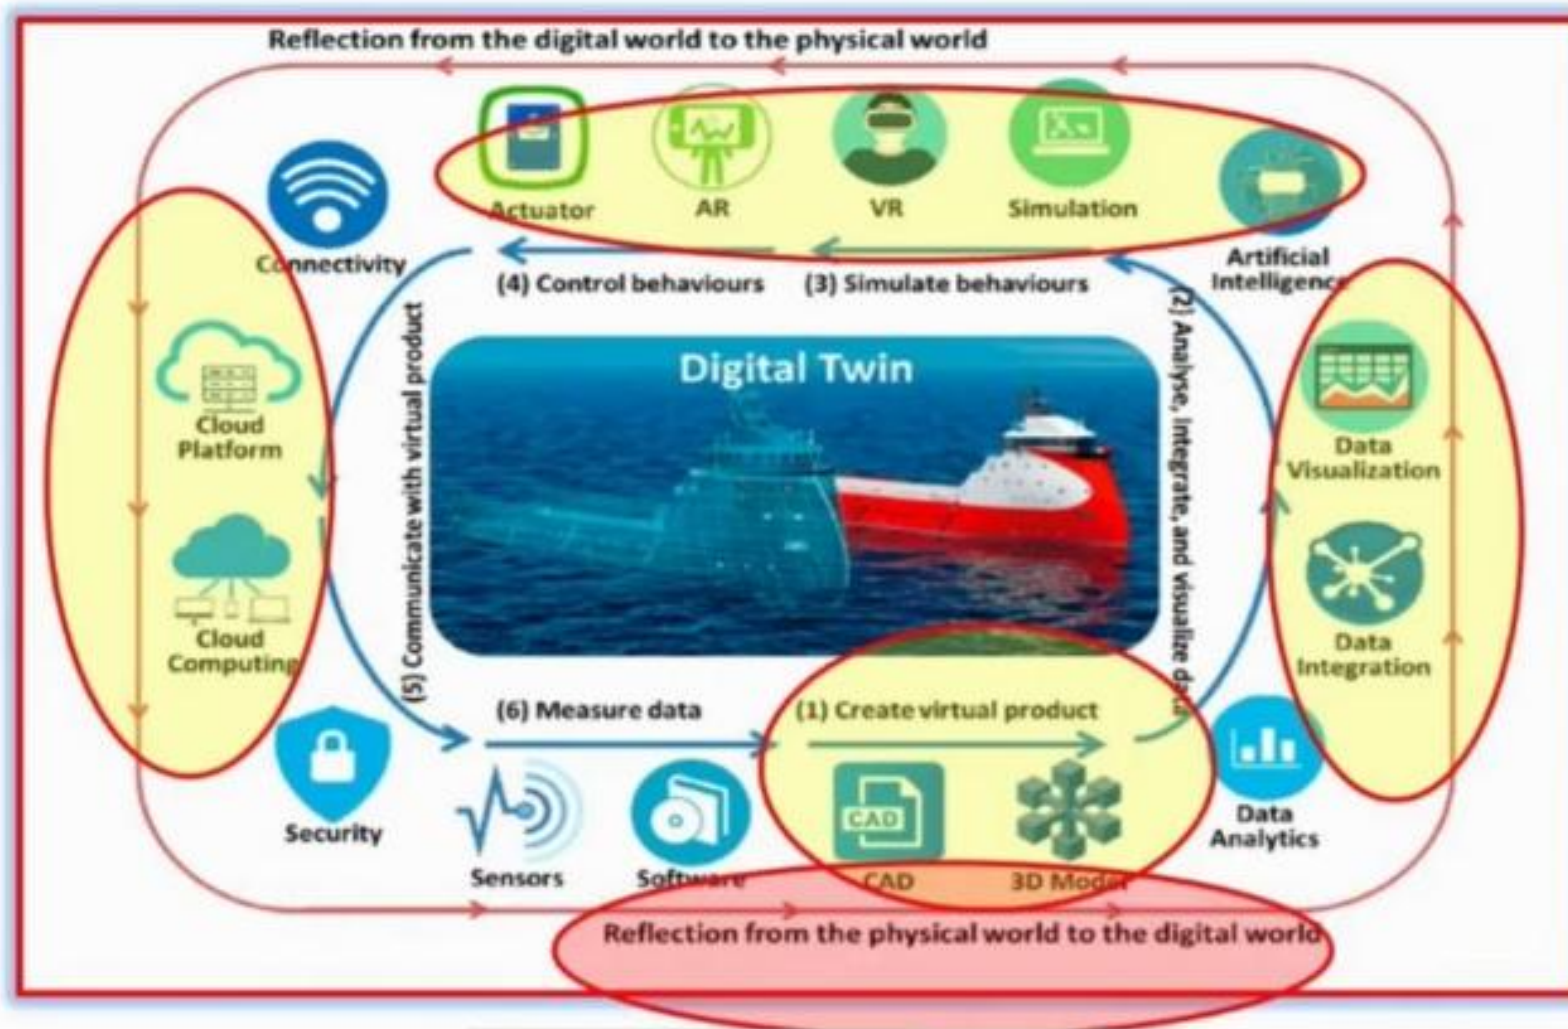 Reflection from the digital world to the physical world
Actuator
AR
VR
Simulation
Connectivity
Artificial
Intelligence
(4) Control behaviours
(3) Simulate behaviours
(5) Communicate with virtual product
Digital Twin
(2) Analyse, integrate, and visualize data
Cloud
Platform
Data
Visualization
Cloud
Computing
Data
Integration
(6) Measure data
(1) Create virtual product
CAD
Security
Data
Analytics
Sensors
Software
CAD
3D Model
Reflection from the physical world to the digital world